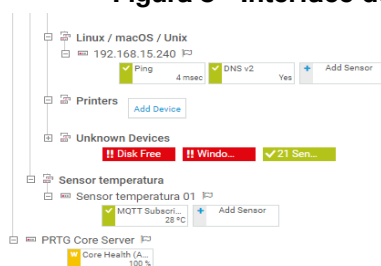 Figura 8 - Interface d
Linux / macOS / Unix
192.168.15.240
Ping
4 msec
DNS v2
Yes
+ Add Sensor
Printers
Add Device
Unknown Devices
!! Disk Free
!! Windo...
21 Sen...
Sensor temperatura
Sensor temperatura 01
MQTT Subscri...
28 °C
+ Add Sensor
PRTG Core Server
W Core Health (A...
100 %